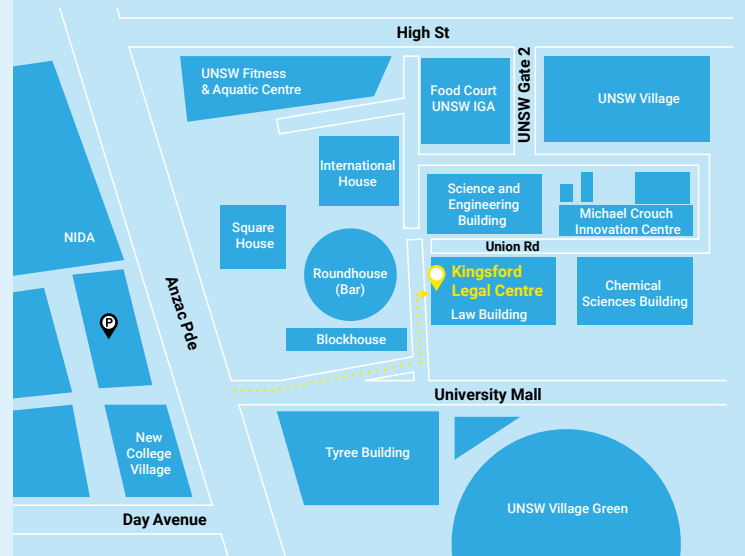 High St
UNSW Fitness
& Aquatic Centre
Food Court
UNSW IGA
UNSW Gate 2
UNSW Village
International
House
Science and
Engineering
Building
Michael Crouch
Innovation Centre
Square
House
NIDA
Union Rd
Roundhouse
(Bar)
Kingsford
Legal Centre
Law Building
Chemical
Sciences Building
Anzac Pde
P
Blockhouse
University Mall
New
College
Village
Tyree Building
UNSW Village Green
Day Avenue